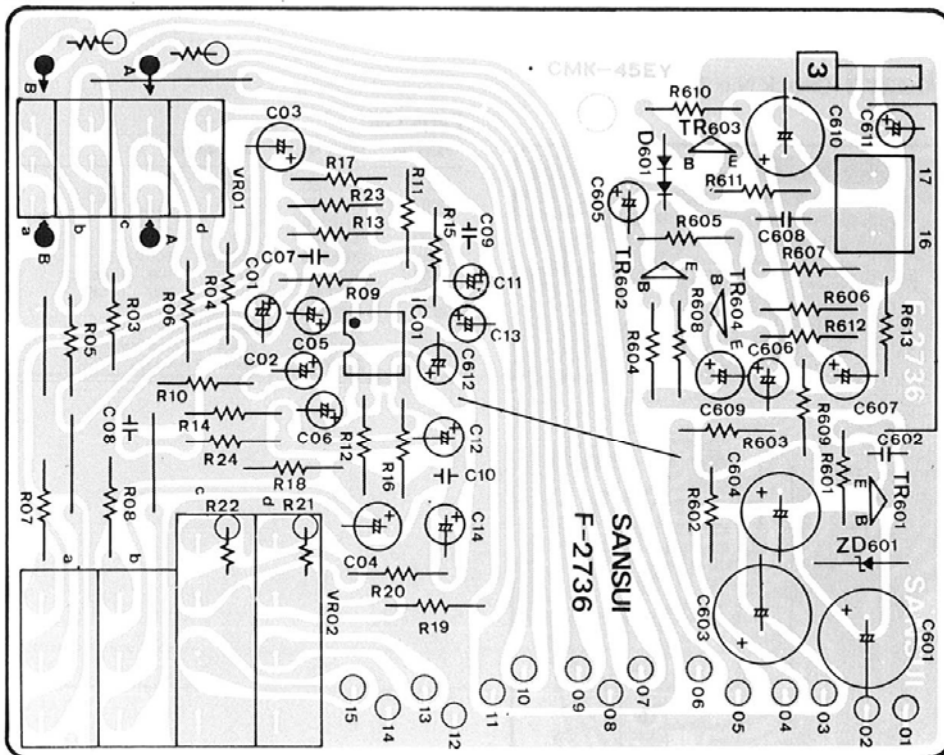 CMK-45EY
3
B
A
C03
R610
TR603
B
E
C610
C611
D601
R17
R11
VR01
R23
R13
R15
C09
C605
R611
17
16
a
b
c
d
B
A
C07
R605
C608
R607
C01
R09
C11
TR602
B
E
TR604
B
E
R03
R04
R06
R05
iC01
C13
R606
R612
R613
C02
C05
C612
R604
R608
C606
F-2736
R10
C609
C607
C08
R14
C06
R12
C12
R603
R609
C602
R24
R16
C10
R601
R18
C604
TR601
E
B
R07
R08
c
d
R22
R21
R602
C14
SANSUI
F-2736
ZD601
a
b
C04
R20
VR02
R19
C603
C601
SANSUI
15
14
13
12
11
10
09
08
07
06
05
04
03
02
01